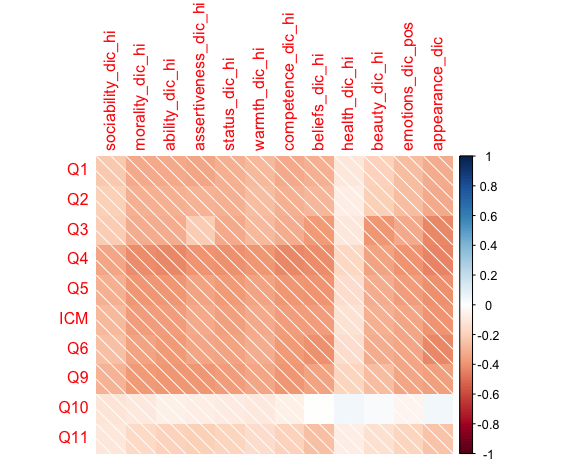 sociability_dic_hi
morality_dic_hi
ability_dic_hi
assertiveness_dic_hi
status_dic_hi
warmth_dic_hi
competence_dic_hi
beliefs_dic_hi
health_dic_hi
beauty_dic_hi
emotions_dic_pos
appearance_dic
Q1
Q2
Q3
Q4
Q5
ICM
Q6
Q9
Q10
Q11
1
0.8
0.6
0.4
0.2
0
-0.2
-0.4
-0.6
-0.8
-1